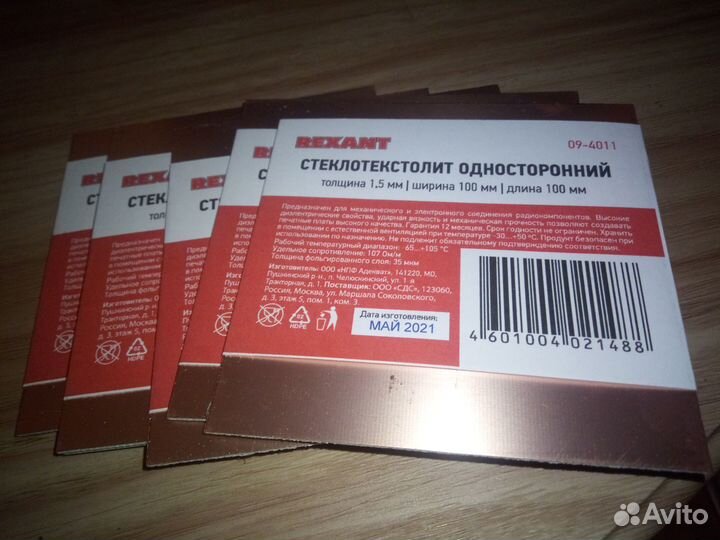 REXANT
09-4011
СТЕКЛОТЕКСТОЛИТ ОДНОСТОРОННИЙ
толщина 1.5 мм | ширина 100 мм | длина 100 мм
Предназначен для механического и электронного соединения радиокомпонентов. Высокие
диэлектрические свойства, ударная вязкость и механическая прочность позволяют создавать
печатные платы высокого качества. Гарантия 12 месяцев. Срок годности не ограничен. Хранить
в помещении с естественной вентиляцией при температуре -30...+50 °С. Продукт безопасен при
использовании по назначению. Не подлежит обязательному подтверждению соответствия.
Рабочий температурный диапазон: -65...+105 °С
Удельное сопротивление: 107 Ом/м
Толщина фольгированного слоя: 35 мкм
Изготовитель: ООО «НПФ Адекват», 141220, МО,
Пушкинский р-н, п. Челюскинский, ул. 1-я
Тракторная, д. 1. Поставщик: ООО «СДС», 123060,
Россия, Москва, ул. Маршала Соколовского,
д. 3, этаж 5, пом. 1, ком. 3
02
HDPE
Дата изготовления:
МАЙ 2021
4 601004 021488
Avito